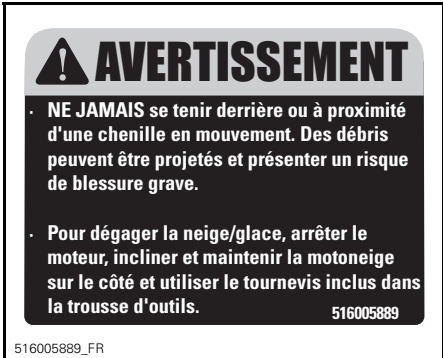 AVERTISSEMENT
· NE JAMAIS se tenir derrière ou à proximité
d'une chenille en mouvement. Des débris
peuvent être projetés et présenter un risque
de blessure grave.
· Pour dégager la neige/glace, arrêter le
moteur, incliner et maintenir la motoneige
sur le côté et utiliser le tournevis inclus dans
la trousse d'outils.
516005889
516005889_FR